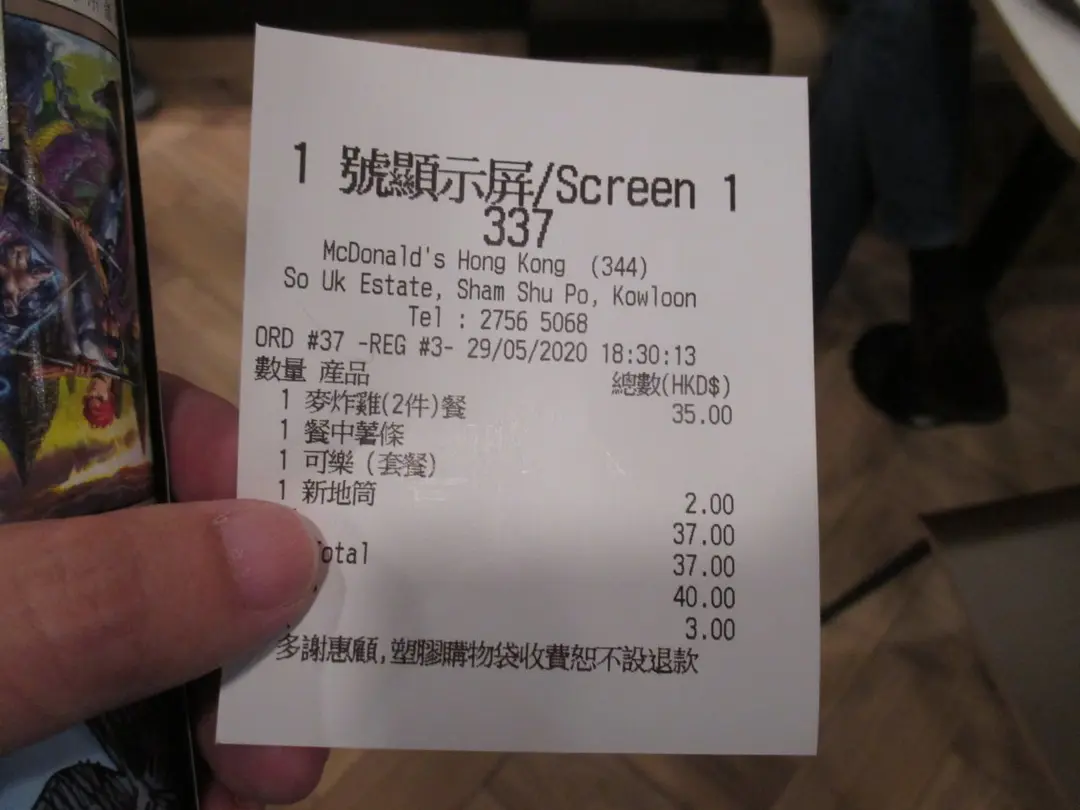 1 號顯示屏/Screen 1
337
McDonald's Hong Kong (344)
So Uk Estate, Sham Shu Po, Kowloon
Tel : 2756 5068
ORD #37 -REG #3- 29/05/2020 18:30:13
數量 產品 總數(HKD$)
1 麥炸雞(2件)餐 35.00
1 餐中薯條
1 可樂 (套餐)
1 新地筒 2.00
37.00
otal 37.00
40.00
3.00
多謝惠顧,塑膠購物袋收費恕不設退款